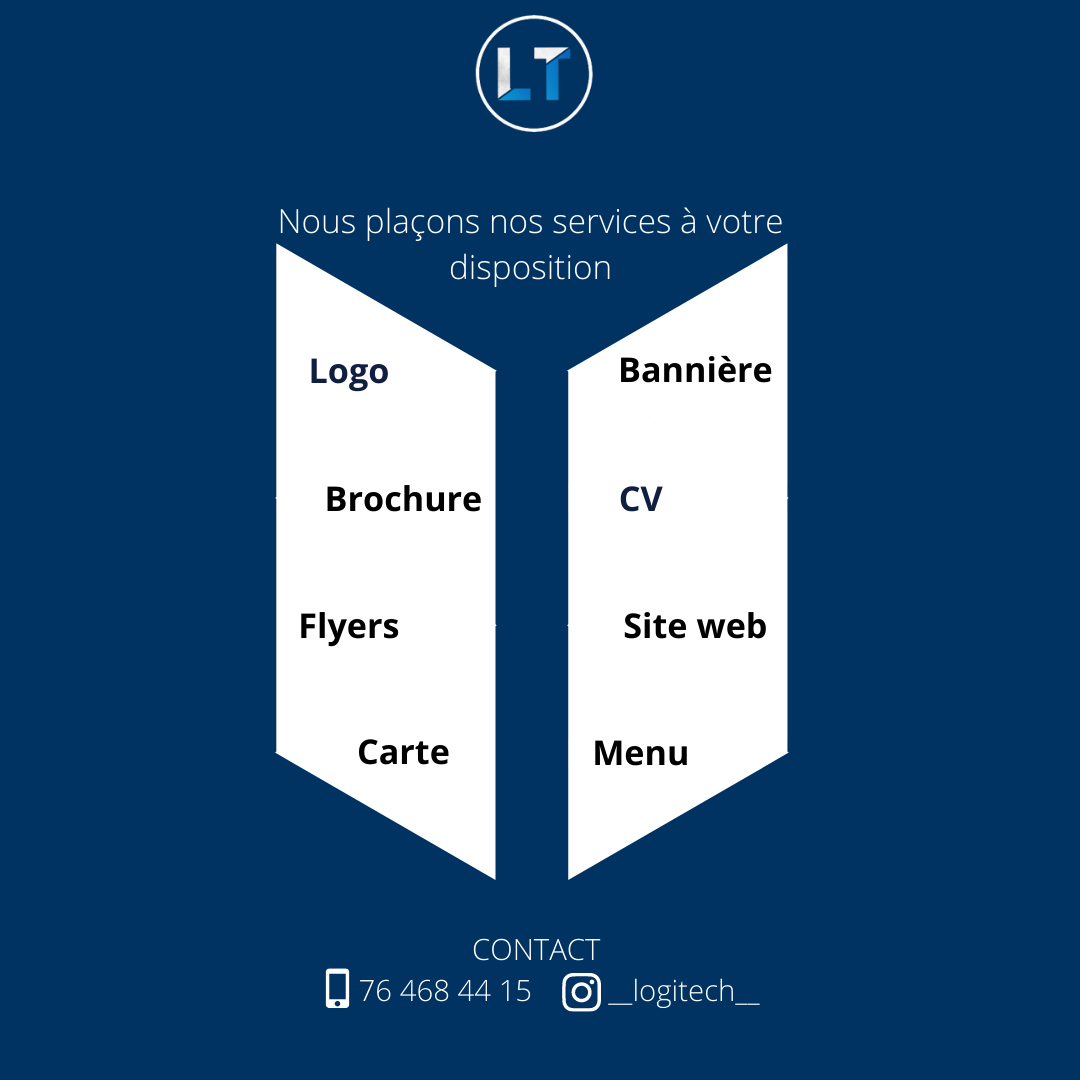 LT
Nous plaçons nos services à votre
disposition
Logo
Bannière
Brochure
CV
Flyers
Site web
Carte
Menu
CONTACT
76 468 44 15 __logitech__